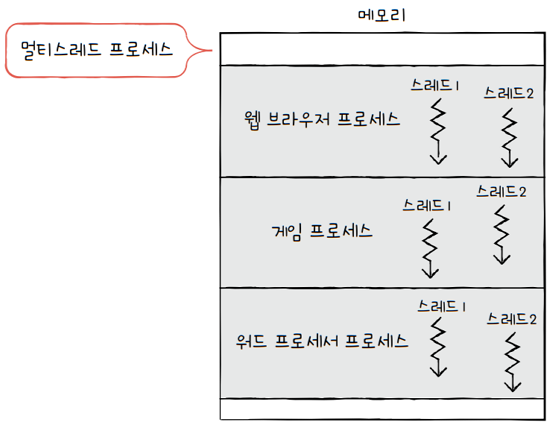 메모리
멀티스레드 프로세스
스레드1
스레드2
웹 브라우저 프로세스
스레드1
스레드2
게임 프로세스
스레드1
스레드2
워드 프로세서 프로세스